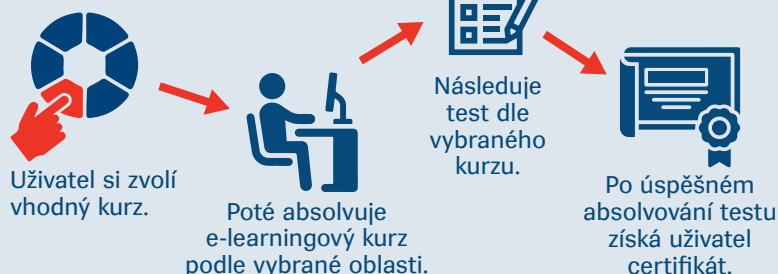 Uživatel si zvolí
vhodný kurz.
Poté absolvuje
e-learningový kurz
podle vybrané oblasti.
Následuje
test dle
vybraného
kurzu.
Po úspěšném
absolvování testu
získá uživatel
certifikát.